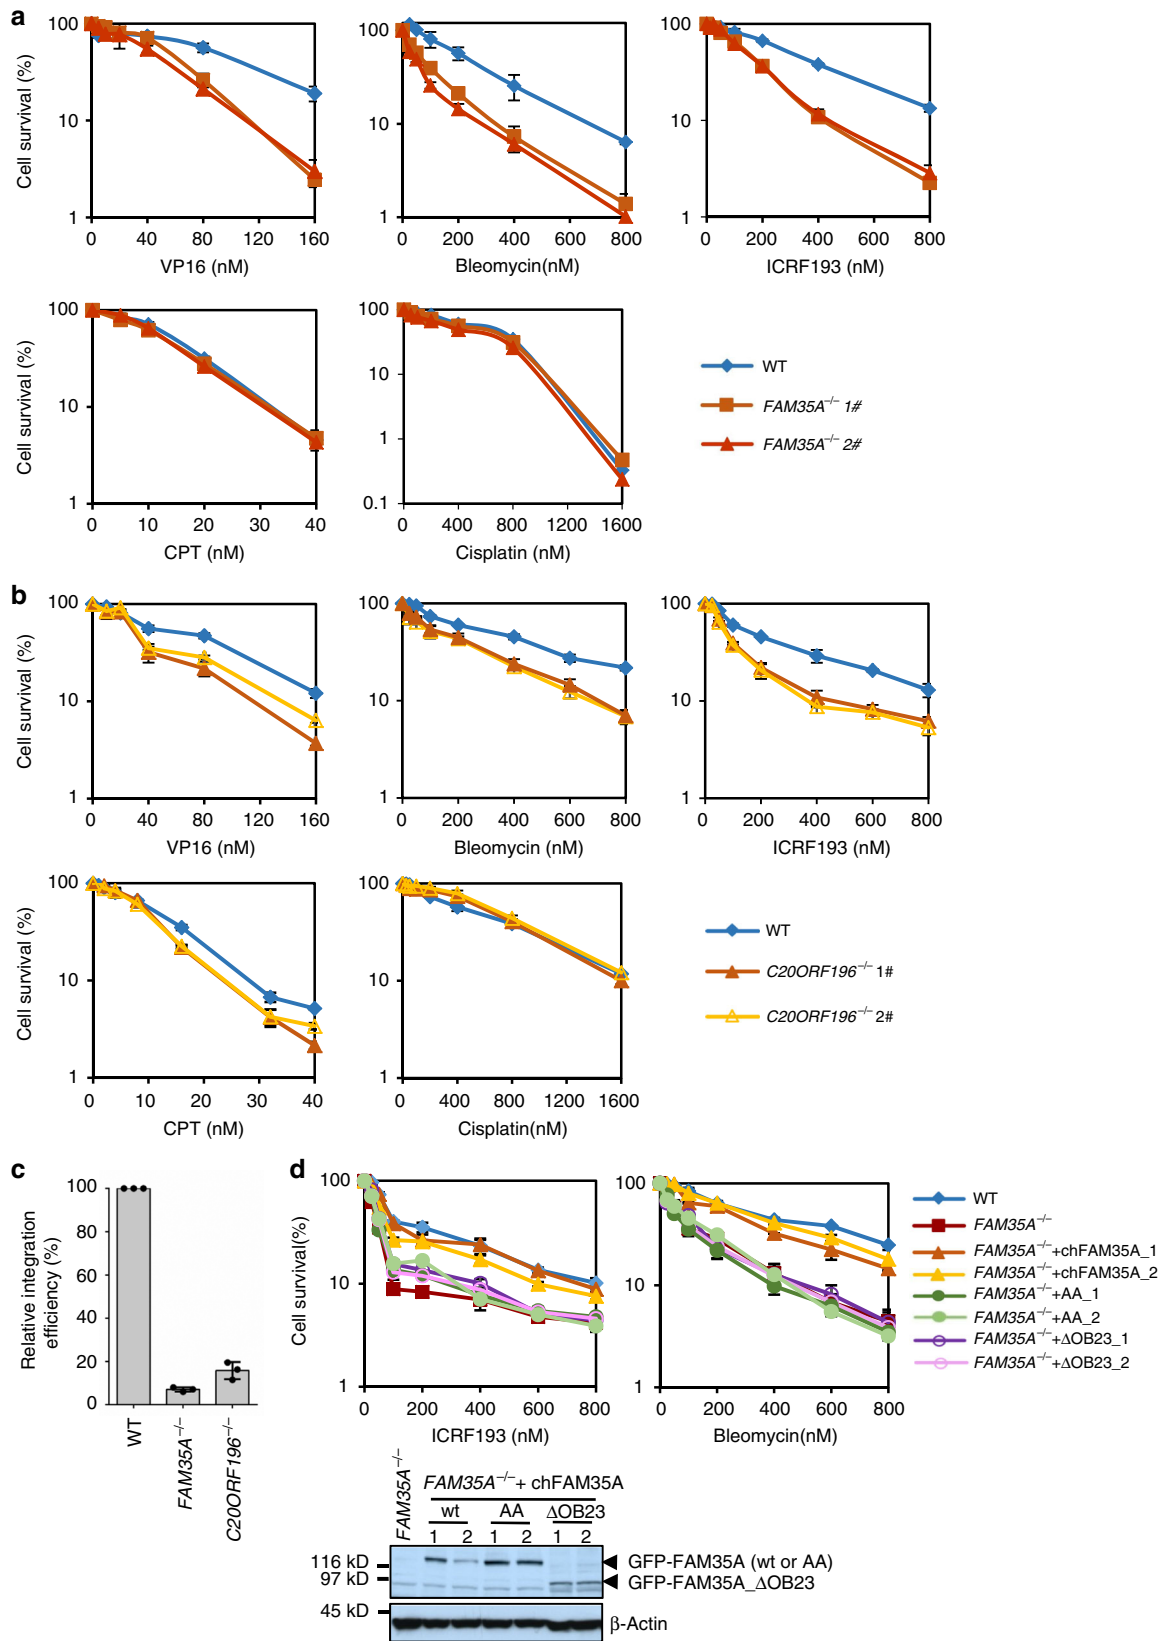 a
Cell survival (%)
100
10
1
0 40 80 120 160
VP16 (nM)
100
10
1
0 200 400 600 800
Bleomycin(nM)
100
10
1
0 200 400 600 800
ICRF193 (nM)
Cell survival (%)
100
10
1
0 10 20 30 40
CPT (nM)
100
10
1
0.1
0 400 800 1200 1600
Cisplatin (nM)
WT
FAM35A−/− 1#
FAM35A−/− 2#
b
Cell survival (%)
100
10
1
0 40 80 120 160
VP16 (nM)
100
10
1
0 200 400 600 800
Bleomycin (nM)
100
10
1
0 200 400 600 800
ICRF193 (nM)
Cell survival (%)
100
10
1
0 10 20 30 40
CPT (nM)
100
10
1
0 400 800 1200 1600
Cisplatin(nM)
WT
C20ORF196−/− 1#
C20ORF196−/− 2#
c
Relative integration
efficiency (%)
100
80
60
40
20
0
WT
FAM35A−/−
C20ORF196−/−
d
Cell survival(%)
100
10
1
0 200 400 600 800
ICRF193 (nM)
100
10
1
0 200 400 600 800
Bleomycin(nM)
WT
FAM35A−/−
FAM35A−/−+chFAM35A_1
FAM35A−/−+chFAM35A_2
FAM35A−/−+AA_1
FAM35A−/−+AA_2
FAM35A−/−+ΔOB23_1
FAM35A−/−+ΔOB23_2
FAM35A−/−
FAM35A−/−+ chFAM35A
wt AA ΔOB23
1 2 1 2 1 2
116 kD
97 kD
45 kD
GFP-FAM35A (wt or AA)
GFP-FAM35A_ΔOB23
β-Actin